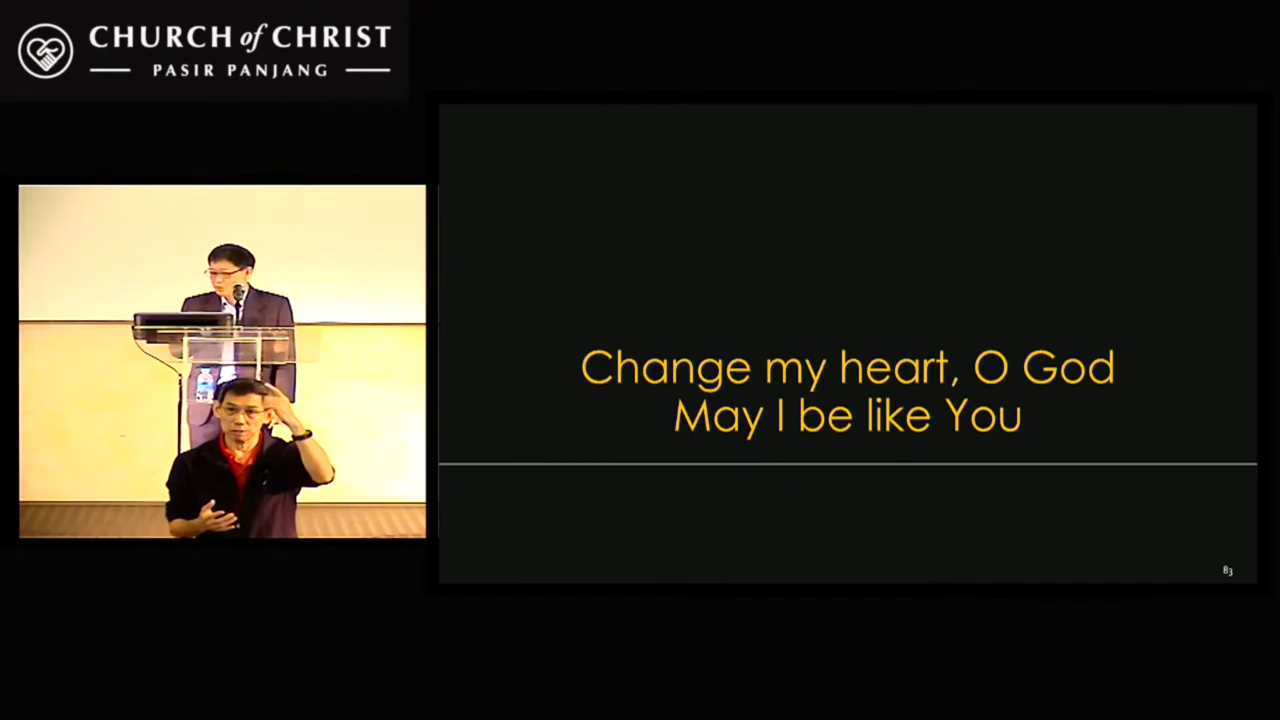 CHURCH of CHRIST
PASIR PANJANG
Change my heart, O God
May I be like You
83